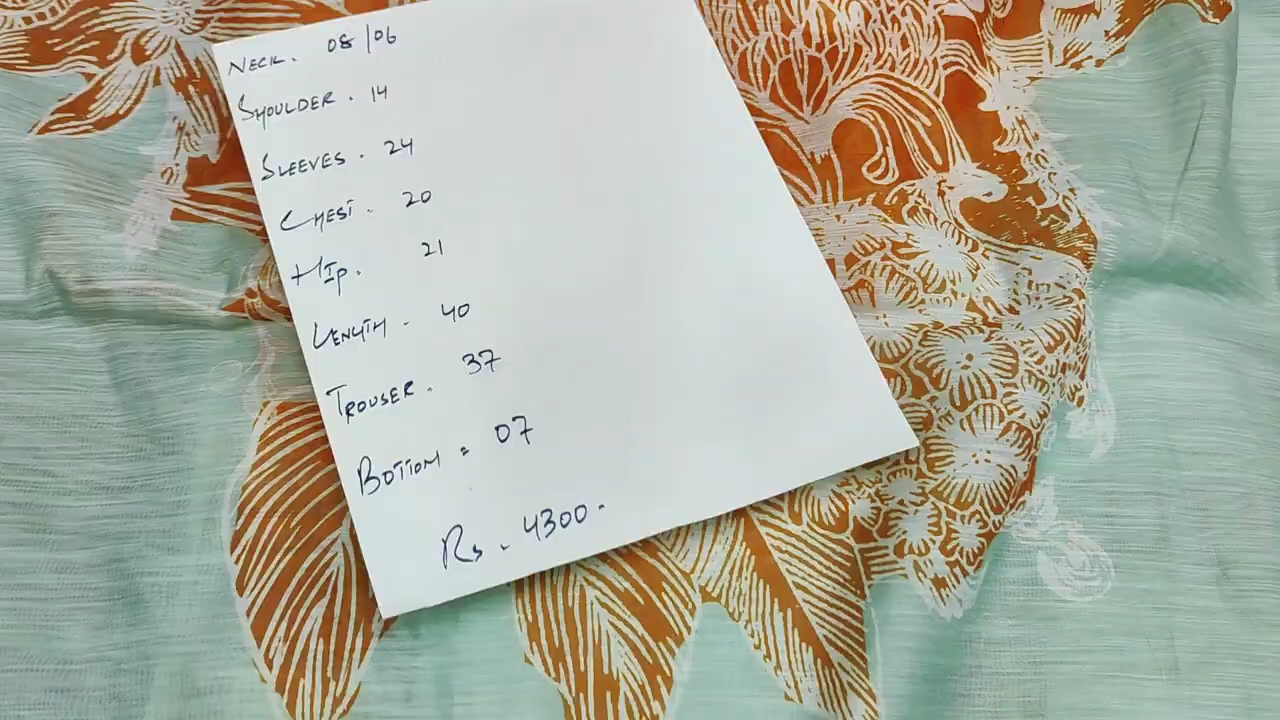 NECK. 08/06
SHOULDER. 14
SLEEVES. 24
CHEST. 20
HIP. 21
LENGTH. 40
TROUSER. 37
BOTTOM = 07
Rs. 4300.